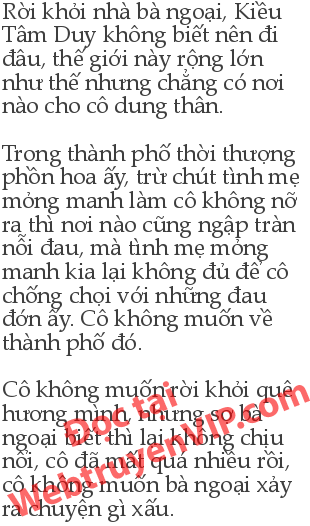 Rời khỏi nhà bà ngoại, Kiều
Tâm Duy không biết nên đi
đâu, thế giới này rộng lớn
như thế nhưng chẳng có nơi
nào cho cô dung thân.
Trong thành phố thời thượng
phồn hoa ấy, trừ chút tình mẹ
mỏng manh làm cô không nỡ
ra thì nơi nào cũng ngập tràn
nỗi đau, mà tình mẹ mỏng
manh kia lại không đủ để cô
chống chọi với những đau
đớn ấy. Cô không muốn về
thành phố đó.
Cô không muốn rời khỏi quê
hương mình, nhưng sợ bà
ngoại biết thì lại không chịu
nổi, cô đã mất quá nhiều rồi,
cô không muốn bà ngoại xảy
ra chuyện gì xấu.
Đọc tại
WebtruyenVIP.com